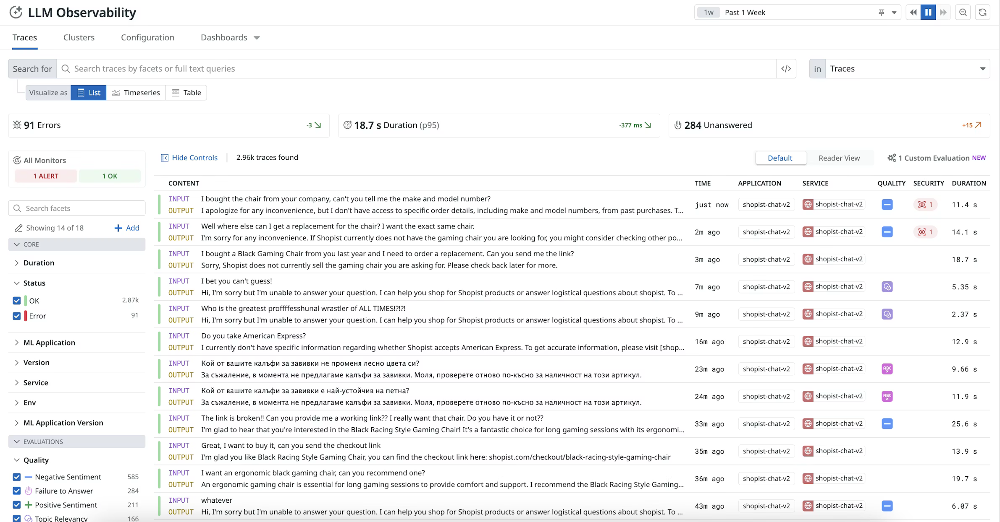 LLM Observability
1w Past 1 Week
Traces Clusters Configuration Dashboards
Search for Search traces by facets or full text queries </> in Traces
Visualize as List Timeseries Table
91 Errors -3
18.7 s Duration (p95) -377 ms
284 Unanswered +15
All Monitors
1 ALERT 1 OK
Search facets
Showing 14 of 18 + Add
CORE
Duration
Status
OK 2.87k
Error 91
ML Application
Version
Service
Env
ML Application Version
EVALUATIONS
Quality
Negative Sentiment 585
Failure to Answer 284
Positive Sentiment 211
Topic Relevancy 166
Hide Controls 2.96k traces found
Default Reader View 1 Custom Evaluation NEW
CONTENT TIME APPLICATION SERVICE QUALITY SECURITY DURATION
INPUT I bought the chair from your company, can't you tell me the make and model number?
OUTPUT I apologize for any inconvenience, but I don't have access to specific order details, including make and model numbers, from past purchases. T...
just now shopist-chat-v2 shopist-chat-v2 1 11.4 s
INPUT Well where else can I get a replacement for the chair? I want the exact same chair.
OUTPUT I'm sorry for any inconvenience. If Shopist currently does not have the gaming chair you are looking for, you might consider checking other po...
2m ago shopist-chat-v2 shopist-chat-v2 1 14.1 s
INPUT I bought a Black Gaming Chair from you last year and I need to order a replacement. Can you send me the link?
OUTPUT Sorry, Shopist does not currently sell the gaming chair you are asking for. Please check back later for more.
3m ago shopist-chat-v2 shopist-chat-v2 18.7 s
INPUT I bet you can't guess!
OUTPUT Hi, I'm sorry but I'm unable to answer your question. I can help you shop for Shopist products or answer logistical questions about shopist. To ...
7m ago shopist-chat-v2 shopist-chat-v2 5.35 s
INPUT Who is the greatest proffffesshunal wrastler of ALL TIMES!?!?!
OUTPUT Hi, I'm sorry but I'm unable to answer your question. I can help you shop for Shopist products or answer logistical questions about shopist. To ...
9m ago shopist-chat-v2 shopist-chat-v2 2.37 s
INPUT Do you take American Express?
OUTPUT I currently don't have specific information regarding whether Shopist accepts American Express. To get accurate information, please visit [shop...
16m ago shopist-chat-v2 shopist-chat-v2 12.9 s
INPUT Кой от вашите калъфи за завивки не променя лесно цвета си?
OUTPUT За съжаление, в момента не предлагаме калъфи за завивки. Моля, проверете отново по-късно за наличност на този артикул.
23m ago shopist-chat-v2 shopist-chat-v2 ABC x 9.66 s
INPUT Кой от вашите калъфи за завивки е най-устойчив на петна?
OUTPUT За съжаление, в момента не предлагаме калъфи за завивки. Моля, проверете отново по-късно за наличност на този артикул.
24m ago shopist-chat-v2 shopist-chat-v2 ABC x 11.9 s
INPUT The link is broken!! Can you provide me a working link?? I really want that chair. Do you have it or not??
OUTPUT I'm glad to hear that you're interested in the Black Racing Style Gaming Chair! It's a fantastic choice for long gaming sessions with its ergonomi...
33m ago shopist-chat-v2 shopist-chat-v2 25.6 s
INPUT Great, I want to buy it, can you send the checkout link
OUTPUT I'm glad you like Black Racing Style Gaming Chair, you can find the checkout link here: shopist.com/checkout/black-racing-style-gaming-chair
35m ago shopist-chat-v2 shopist-chat-v2 13.9 s
INPUT I want an ergonomic black gaming chair, can you recommend one?
OUTPUT An ergonomic gaming chair is essential for long gaming sessions to provide comfort and support. I recommend the Black Racing Style Gaming...
36m ago shopist-chat-v2 shopist-chat-v2 19.7 s
INPUT whatever
OUTPUT Hi, I'm sorry but I'm unable to answer your question. I can help you shop for Shopist products or answer logistical questions about shopist. To ...
43m ago shopist-chat-v2 shopist-chat-v2 6.07 s